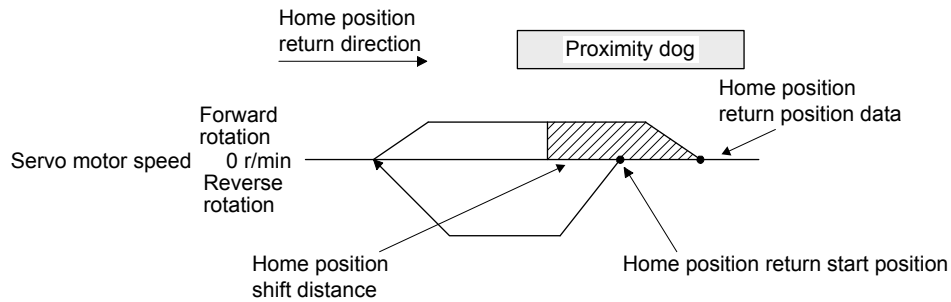 Home position
return direction
Proximity dog
Home position
return position data
Forward
rotation
Servo motor speed 0 r/min
Reverse
rotation
Home position
shift distance
Home position return start position